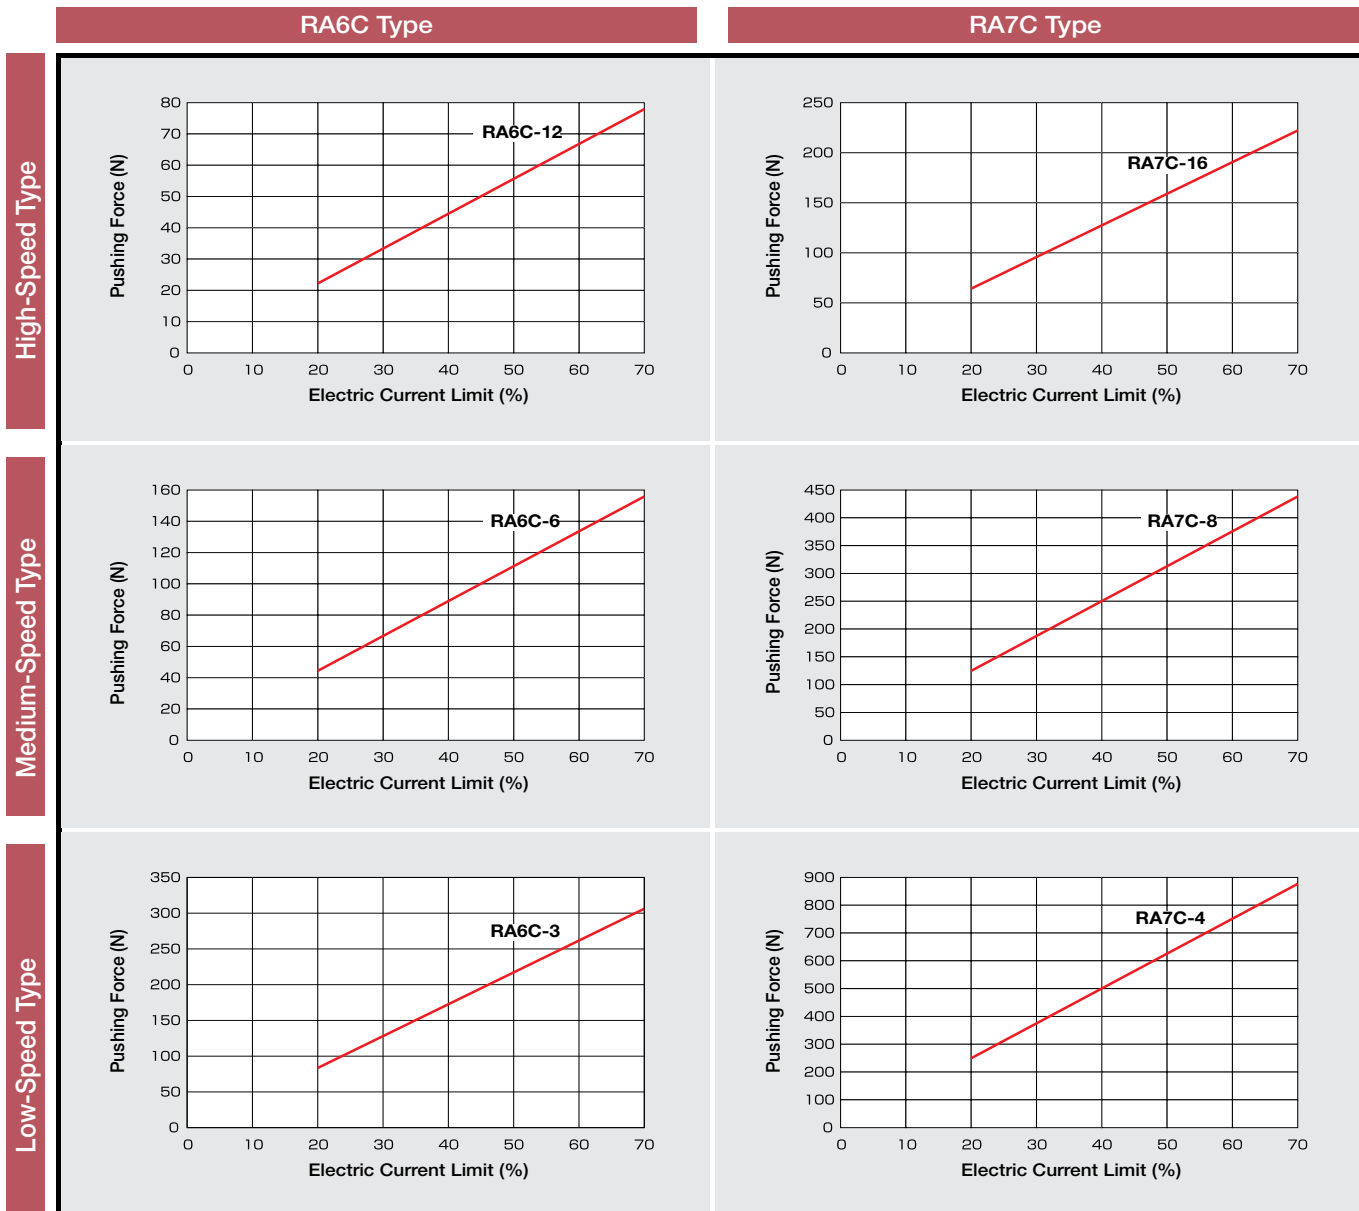 RA6C Type
RA7C Type
High-Speed Type
Pushing Force (N)
80
70
60
50
40
30
20
10
0
RA6C-12
0 10 20 30 40 50 60 70
Electric Current Limit (%)
Pushing Force (N)
250
200
150
100
50
0
RA7C-16
0 10 20 30 40 50 60 70
Electric Current Limit (%)
Medium-Speed Type
Pushing Force (N)
160
140
120
100
80
60
40
20
0
RA6C-6
0 10 20 30 40 50 60 70
Electric Current Limit (%)
Pushing Force (N)
450
400
350
300
250
200
150
100
50
0
RA7C-8
0 10 20 30 40 50 60 70
Electric Current Limit (%)
Low-Speed Type
Pushing Force (N)
350
300
250
200
150
100
50
0
RA6C-3
0 10 20 30 40 50 60 70
Electric Current Limit (%)
Pushing Force (N)
900
800
700
600
500
400
300
200
100
0
RA7C-4
0 10 20 30 40 50 60 70
Electric Current Limit (%)